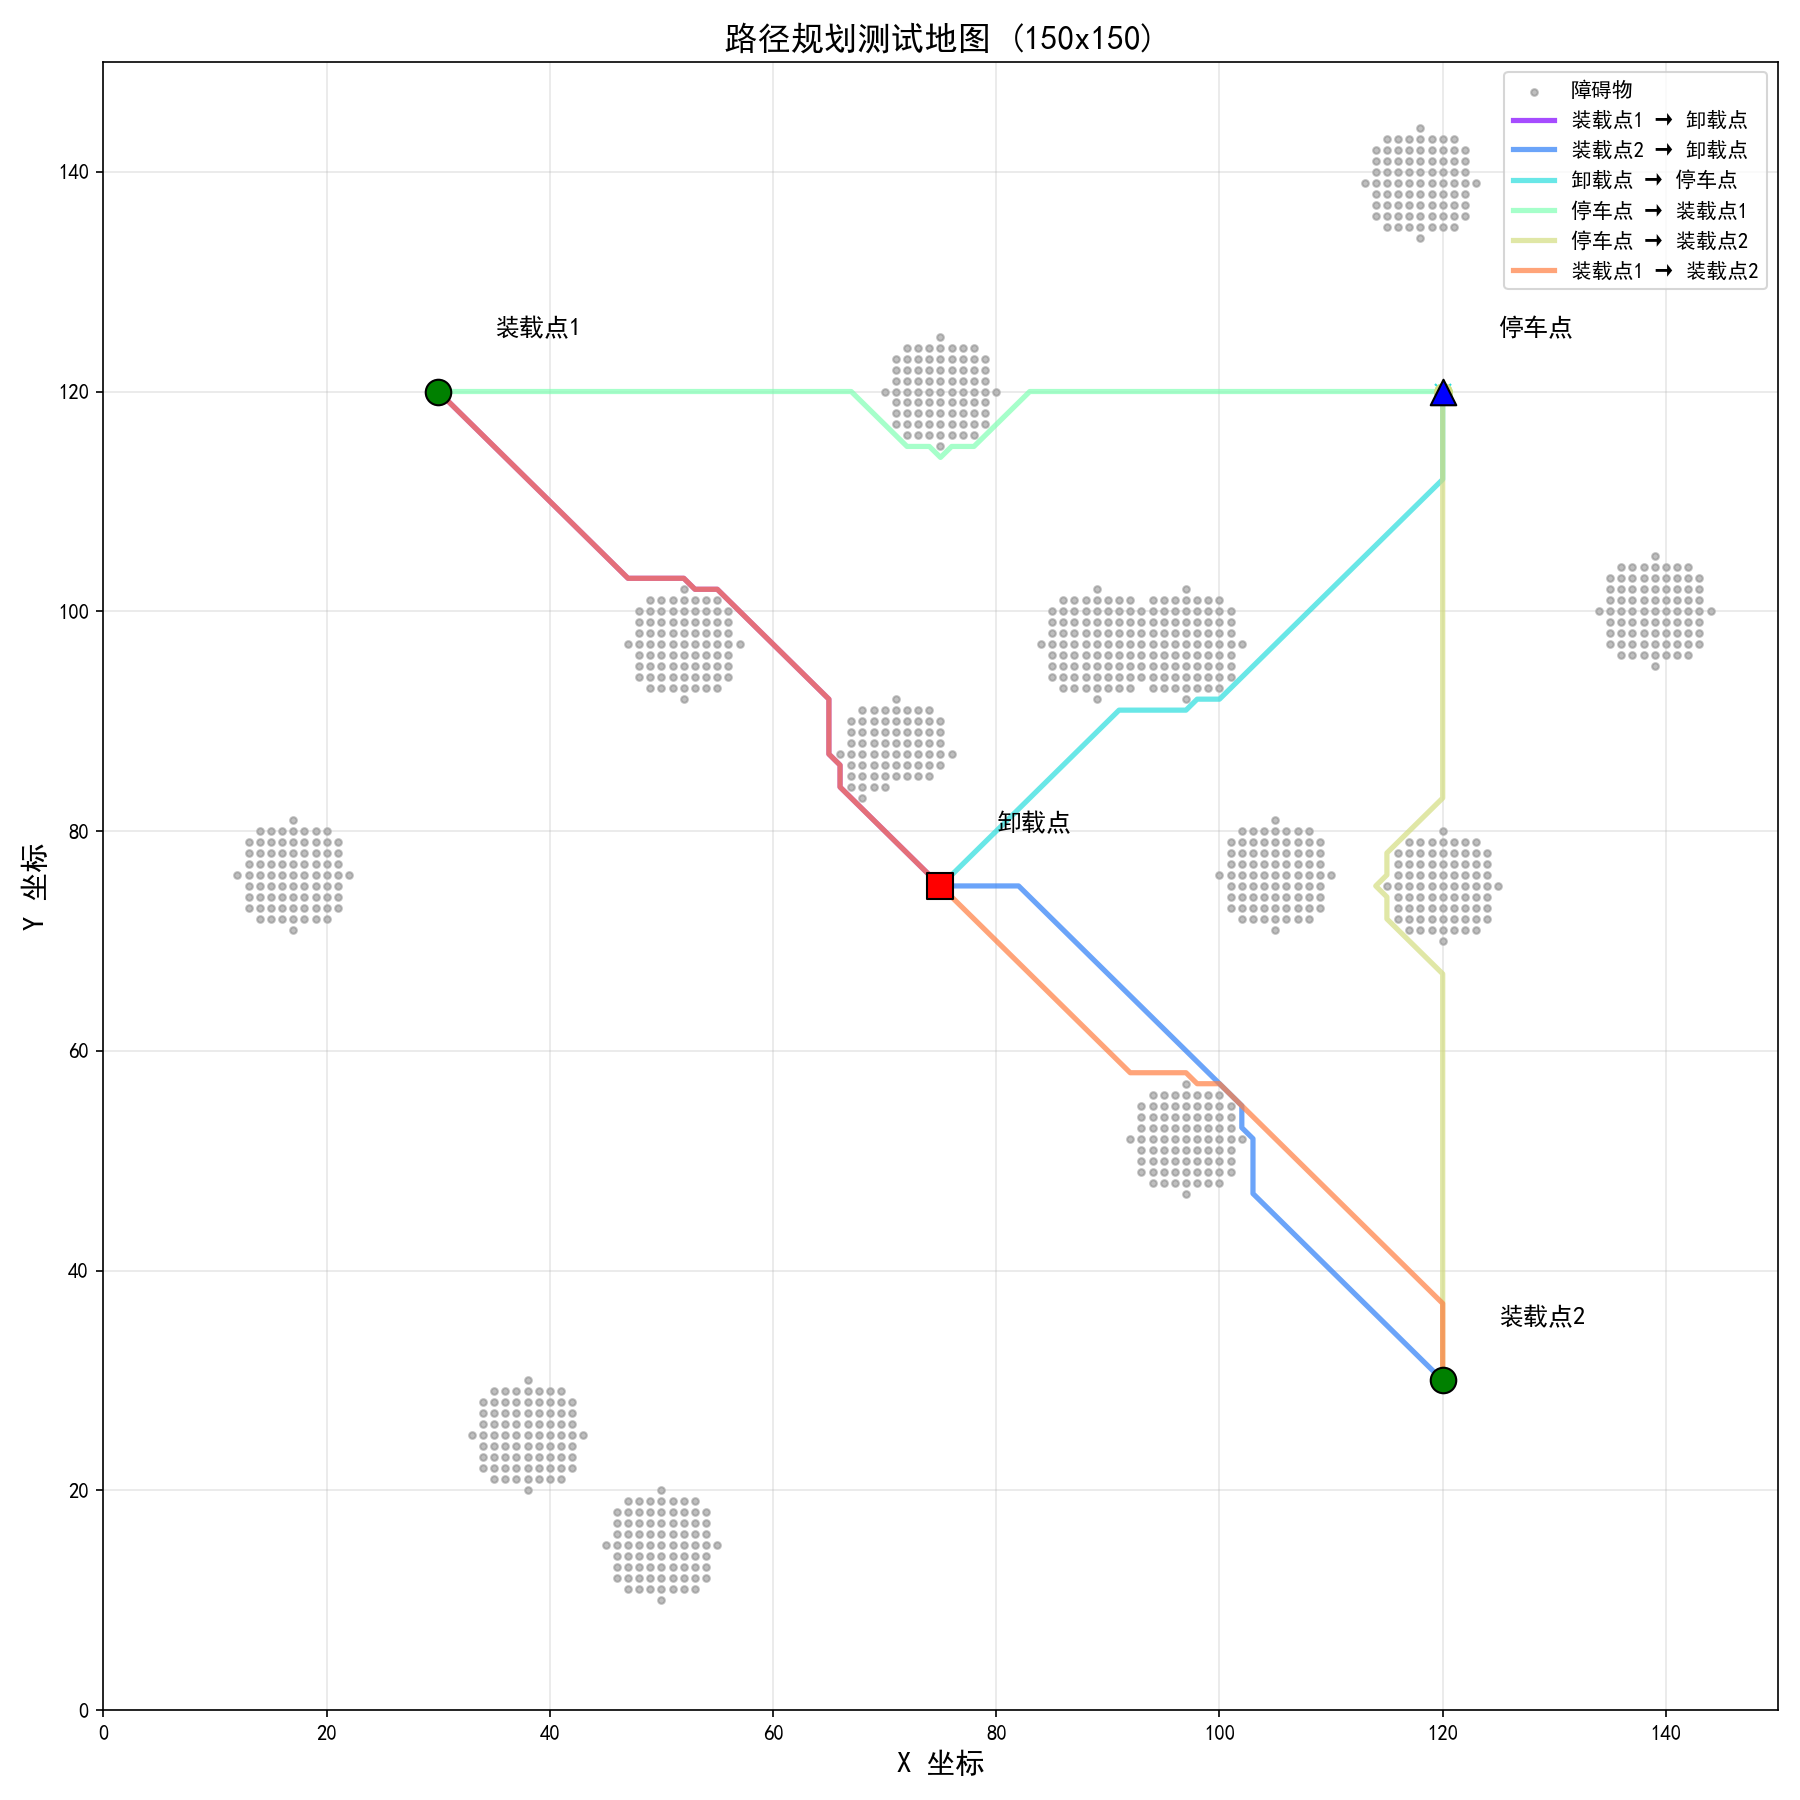 路径规划测试地图 (150x150)
障碍物
装载点1 → 卸载点
装载点2 → 卸载点
卸载点 → 停车点
停车点 → 装载点1
停车点 → 装载点2
装载点1 → 装载点2
装载点1
停车点
卸载点
装载点2
Y 坐标
140
120
100
80
60
40
20
0
0 20 40 60 80 100 120 140
X 坐标